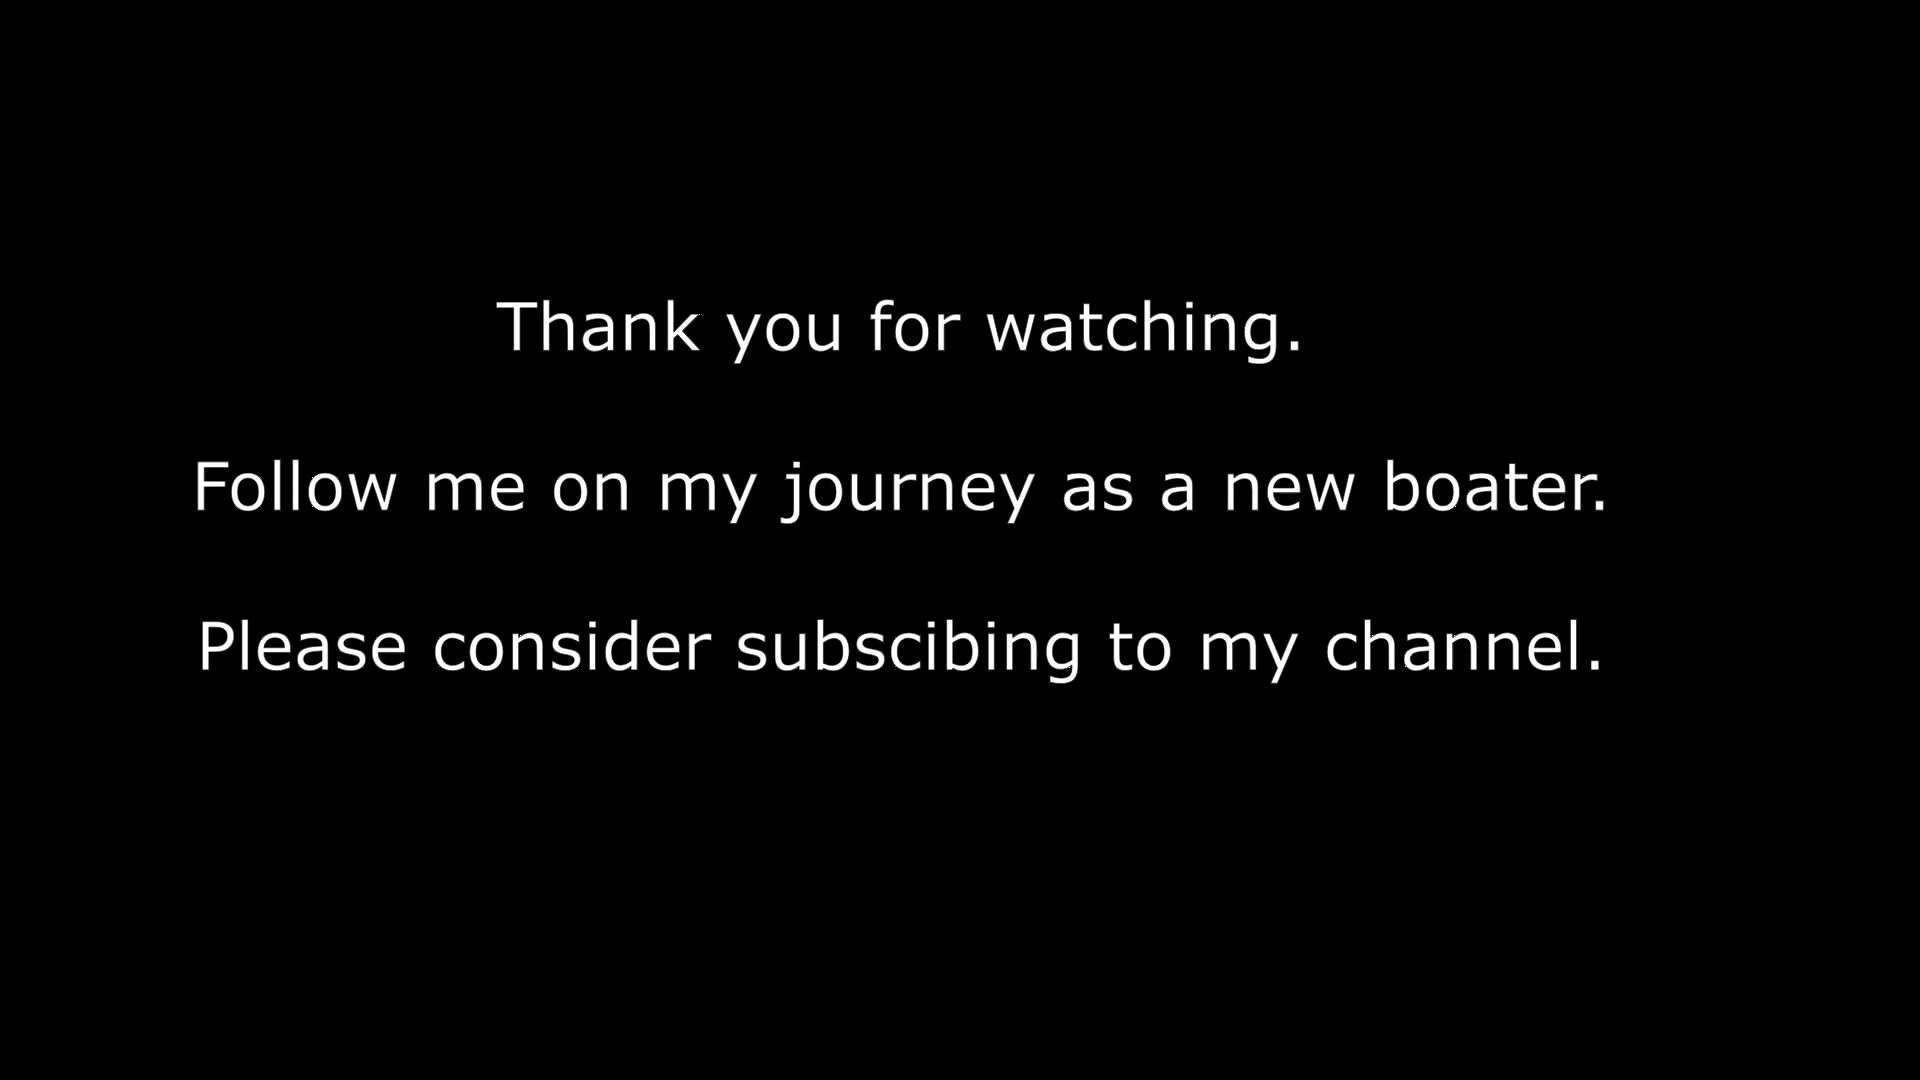 Thank you for watching.
Follow me on my journey as a new boater.
Please consider subscibing to my channel.